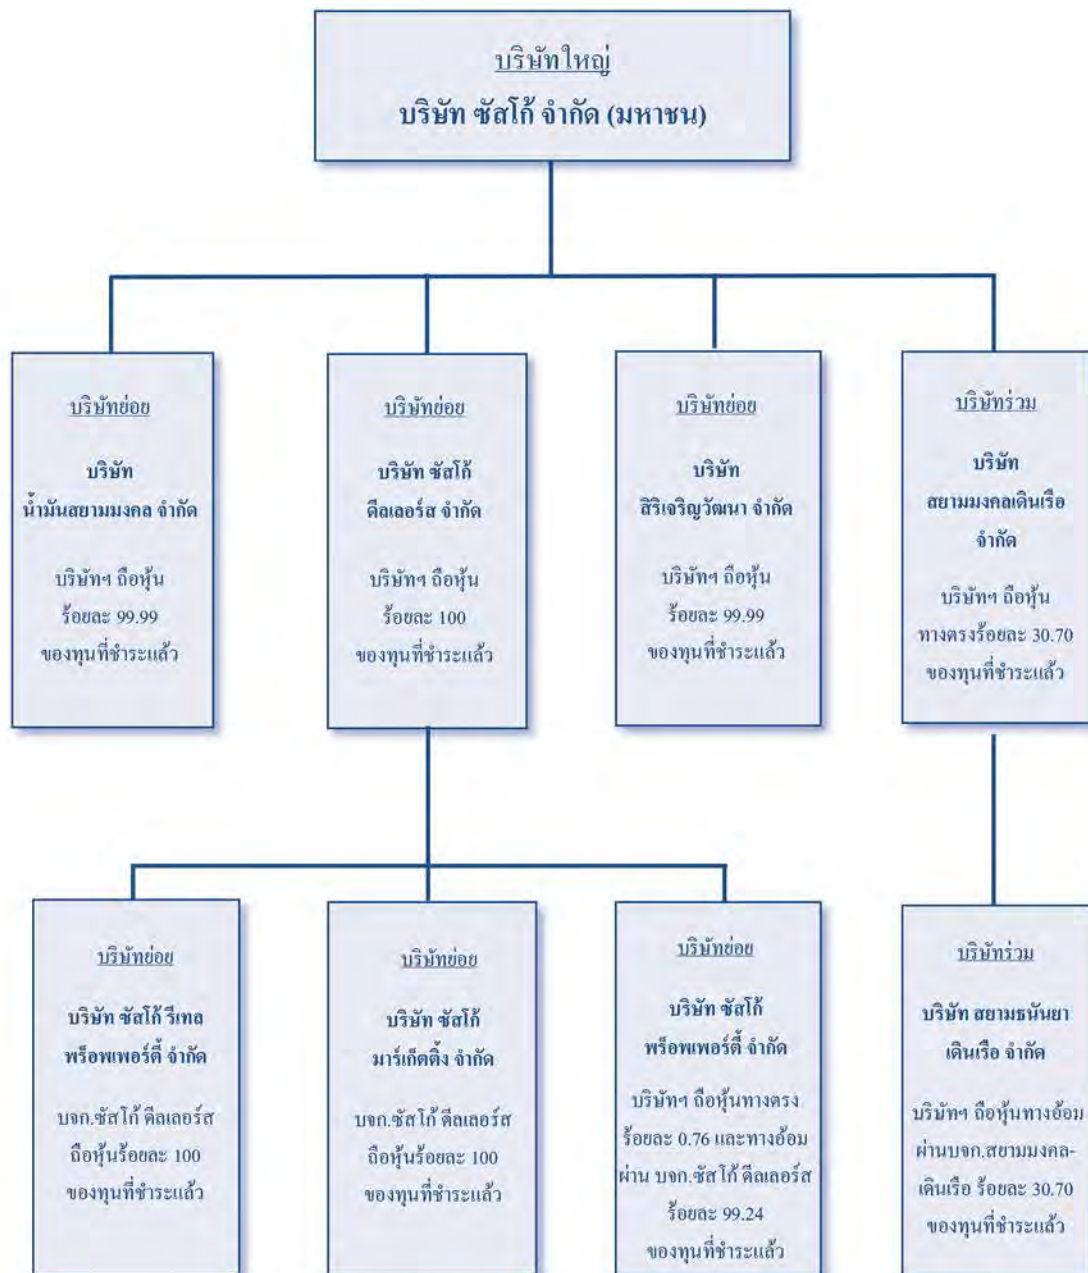 บริษัทใหญ่
บริษัท ซัสโก้ จำกัด (มหาชน)
บริษัทย่อย
บริษัท
น้ำมันสยามมงคล จำกัด
บริษัทฯ ถือหุ้น
ร้อยละ 99.99
ของทุนที่ชำระแล้ว
บริษัทย่อย
บริษัท ซัสโก้
ดีลเลอร์ส จำกัด
บริษัทฯ ถือหุ้น
ร้อยละ 100
ของทุนที่ชำระแล้ว
บริษัทย่อย
บริษัท
สิริเจริญวัฒนา จำกัด
บริษัทฯ ถือหุ้น
ร้อยละ 99.99
ของทุนที่ชำระแล้ว
บริษัทร่วม
บริษัท
สยามมงคลเดินเรือ
จำกัด
บริษัทฯ ถือหุ้น
ทางตรงร้อยละ 30.70
ของทุนที่ชำระแล้ว
บริษัทย่อย
บริษัท ซัสโก้ รีเทล
พร็อพเพอร์ตี้ จำกัด
บจก.ซัสโก้ ดีลเลอร์ส
ถือหุ้นร้อยละ 100
ของทุนที่ชำระแล้ว
บริษัทย่อย
บริษัท ซัสโก้
มาร์เก็ตติ้ง จำกัด
บจก.ซัสโก้ ดีลเลอร์ส
ถือหุ้นร้อยละ 100
ของทุนที่ชำระแล้ว
บริษัทย่อย
บริษัท ซัสโก้
พร็อพเพอร์ตี้ จำกัด
บริษัทฯ ถือหุ้นทางตรง
ร้อยละ 0.76 และทางอ้อม
ผ่าน บจก.ซัสโก้ ดีลเลอร์ส
ร้อยละ 99.24
ของทุนที่ชำระแล้ว
บริษัทร่วม
บริษัท สยามธนันยา
เดินเรือ จำกัด
บริษัทฯ ถือหุ้นทางอ้อม
ผ่านบจก.สยามมงคล-
เดินเรือ ร้อยละ 30.70
ของทุนที่ชำระแล้ว